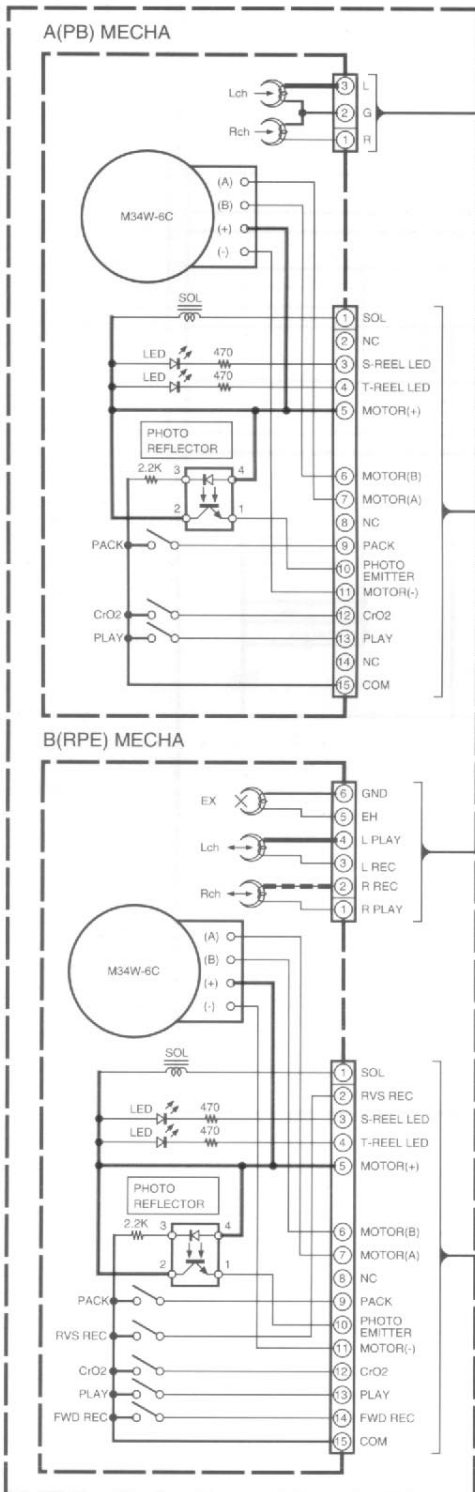 A(PB) MECHA
Lch
Rch
3 L
2 G
1 R
M34W-6C
(A)
(B)
(+)
(-)
SOL
LED 470
LED 470
PHOTO
REFLECTOR
2.2K 3 4
2 1
PACK
CrO2
PLAY
1 SOL
2 NC
3 S-REEL LED
4 T-REEL LED
5 MOTOR(+)
6 MOTOR(B)
7 MOTOR(A)
8 NC
9 PACK
10 PHOTO
EMITTER
11 MOTOR(-)
12 CrO2
13 PLAY
14 NC
15 COM
B(RPE) MECHA
EX
Lch
Rch
6 GND
5 EH
4 L PLAY
3 L REC
2 R REC
1 R PLAY
M34W-6C
(A)
(B)
(+)
(-)
SOL
LED 470
LED 470
PHOTO
REFLECTOR
2.2K 3 4
2 1
PACK
RVS REC
CrO2
PLAY
FWD REC
1 SOL
2 RVS REC
3 S-REEL LED
4 T-REEL LED
5 MOTOR(+)
6 MOTOR(B)
7 MOTOR(A)
8 NC
9 PACK
10 PHOTO
EMITTER
11 MOTOR(-)
12 CrO2
13 PLAY
14 FWD REC
15 COM